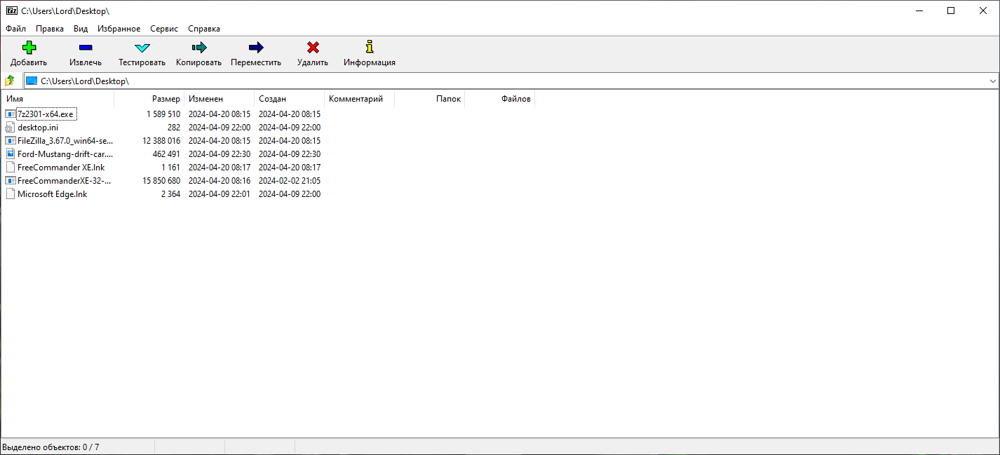 7z C:\Users\Lord\Desktop\
Файл Правка Вид Избранное Сервис Справка
Добавить Извлечь Тестировать Копировать Переместить Удалить Информация
C:\Users\Lord\Desktop\
Имя Размер Изменен Создан Комментарий Папок Файлов
7z2301-x64.exe 1 589 510 2024-04-20 08:15 2024-04-20 08:15
desktop.ini 282 2024-04-09 22:00 2024-04-09 22:00
FileZilla_3.67.0_win64-se... 12 388 016 2024-04-20 08:15 2024-04-20 08:15
Ford-Mustang-drift-car.... 462 491 2024-04-09 22:30 2024-04-09 22:30
FreeCommander XE.lnk 1 161 2024-04-20 08:17 2024-04-20 08:17
FreeCommanderXE-32-... 15 850 680 2024-04-20 08:16 2024-02-02 21:05
Microsoft Edge.lnk 2 364 2024-04-09 22:01 2024-04-09 22:00
Выделено объектов: 0 / 7